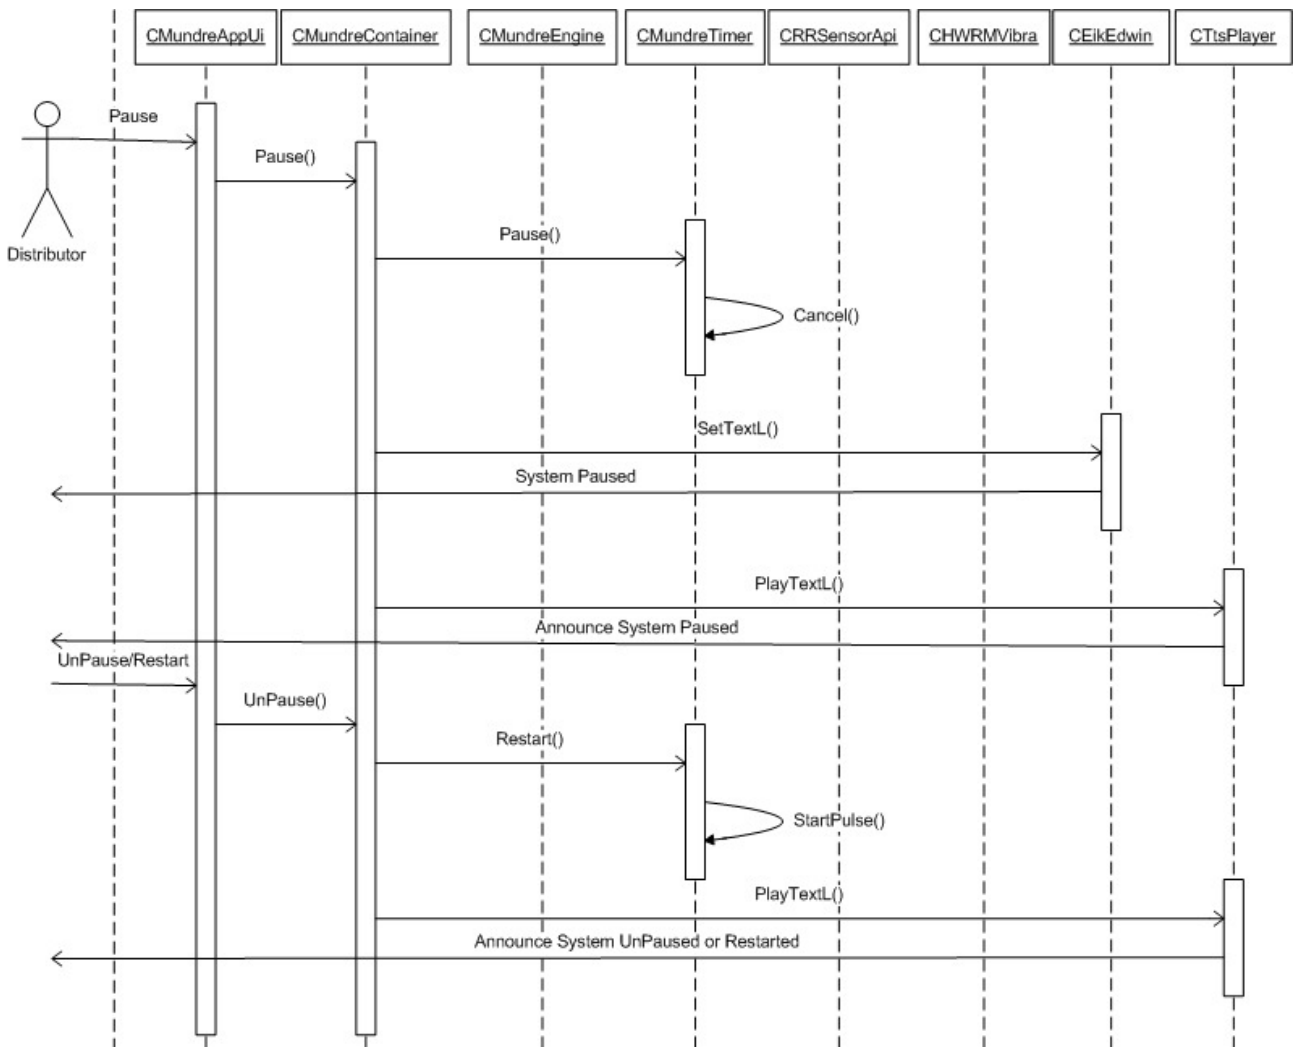 CMundreAppUi
CMundreContainer
CMundreEngine
CMundreTimer
CRRSensorApi
CHWRMVibra
CEikEdwin
CTtsPlayer
Pause
Pause()
Distributor
Pause()
Cancel()
SetTextL()
System Paused
PlayTextL()
Announce System Paused
UnPause/Restart
UnPause()
Restart()
StartPulse()
PlayTextL()
Announce System UnPaused or Restarted